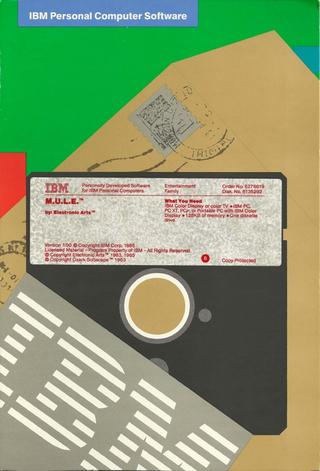 IBM Personal Computer Software
IBM
Personally Developed Software
for IBM Personal Computers
Entertainment
Family
Order No. 6276619
Disk. No. 6135292
M.U.L.E.™
by: Electronic Arts™
What You Need
IBM Color Display or color TV • IBM PC,
PC XT, PCjr, or Portable PC with IBM Color
Display • 128KB of memory • One diskette
drive
Version 1.00 © Copyright IBM Corp. 1985
Licensed Material - Program Property of IBM - All Rights Reserved
© Copyright Electronic Arts™ 1983, 1985
© Copyright Ozark Softscape™ 1983
Copy Protected
IBM